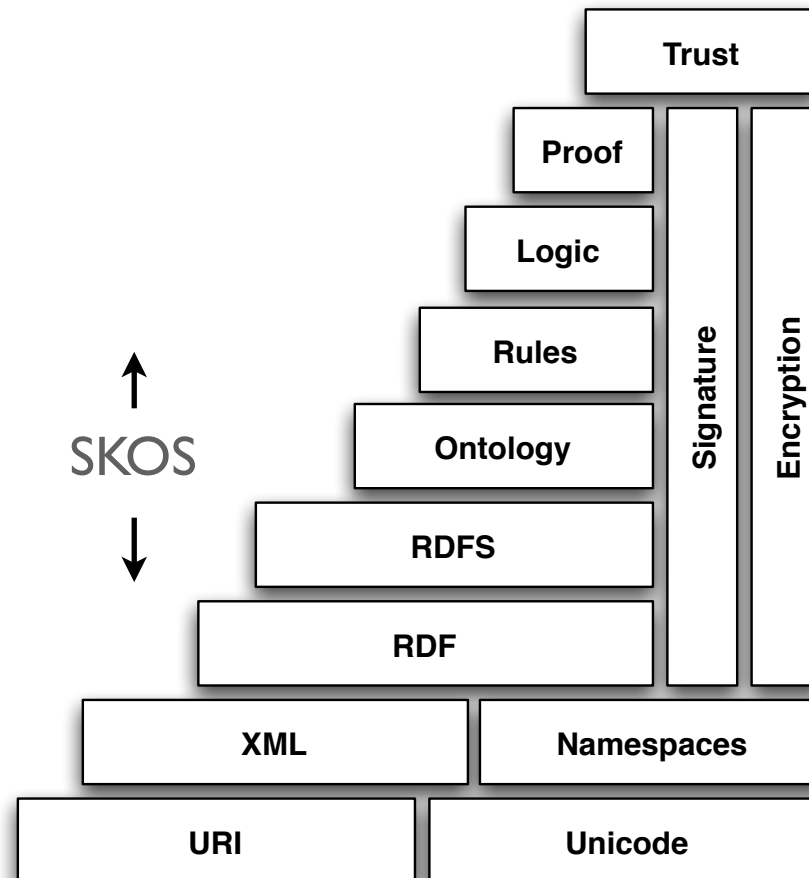 Trust
Proof
Logic
Rules
Signature
Encryption
SKOS
Ontology
RDFS
RDF
XML
Namespaces
URI
Unicode